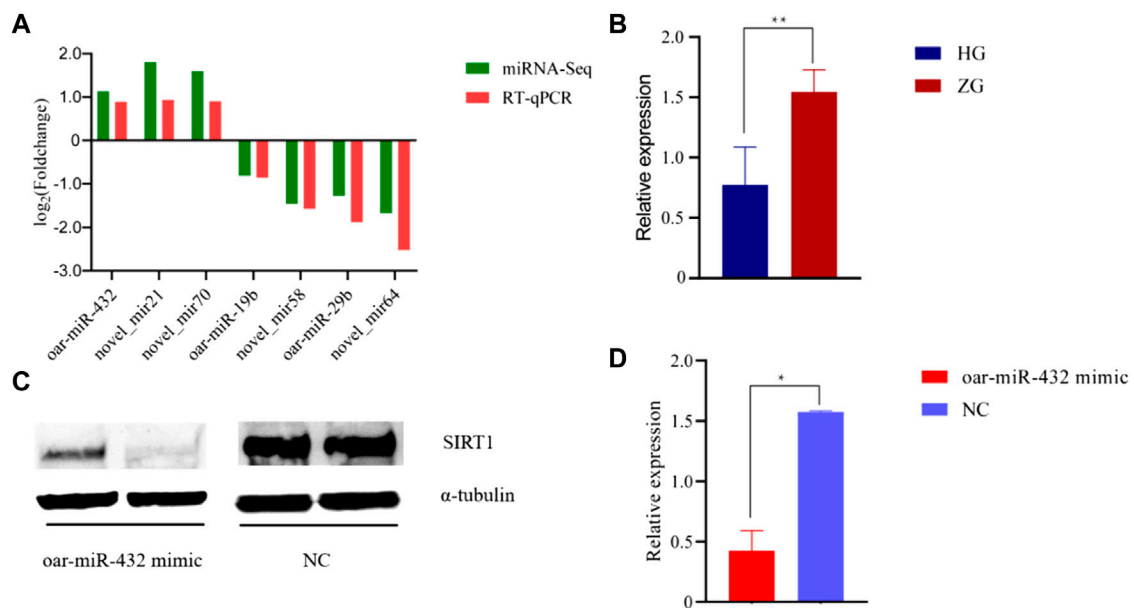 A
2.0
1.0
0
-1.0
-2.0
-3.0
log2(Foldchange)
oar-miR-432
novel_mir21
novel_mir70
oar-miR-19b
novel_mir58
oar-miR-29b
novel_mir64
miRNA-Seq
RT-qPCR
B
**
2.0
1.5
1.0
0.5
0
Relative expression
HG
ZG
C
SIRT1
α-tubulin
oar-miR-432 mimic NC
D
*
2.0
1.5
1.0
0.5
0
Relative expression
oar-miR-432 mimic
NC